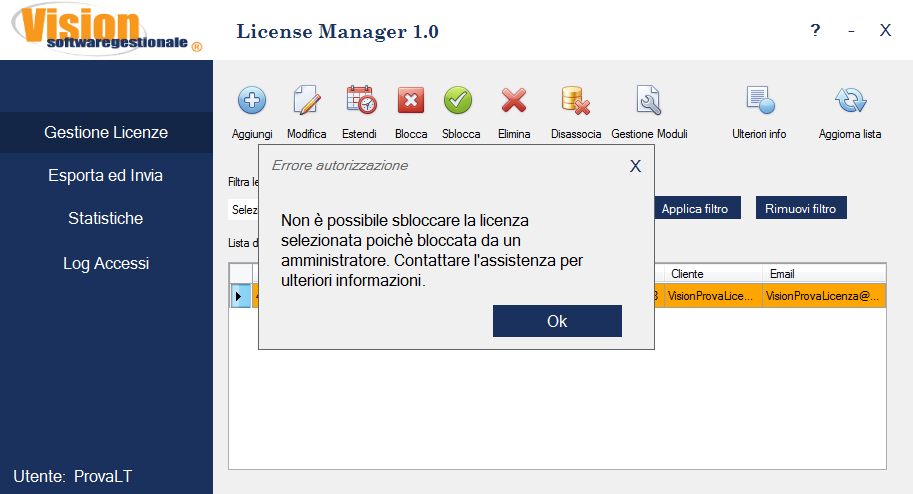 Vision
softwaregestionale ®
License Manager 1.0
? - X
Gestione Licenze
Esporta ed Invia
Statistiche
Log Accessi
Utente: ProvaLT
Aggiungi Modifica Estendi Blocca Sblocca Elimina Disassocia Gestione Moduli Ulteriori info Aggiorna lista
Filtra
Applica filtro Rimuovi filtro
Lista
Errore autorizzazione X
Non è possibile sbloccare la licenza
selezionata poichè bloccata da un
amministratore. Contattare l'assistenza per
ulteriori informazioni.
Ok
Cliente Email
VisionProvaLice... VisionProvaLicenza@...